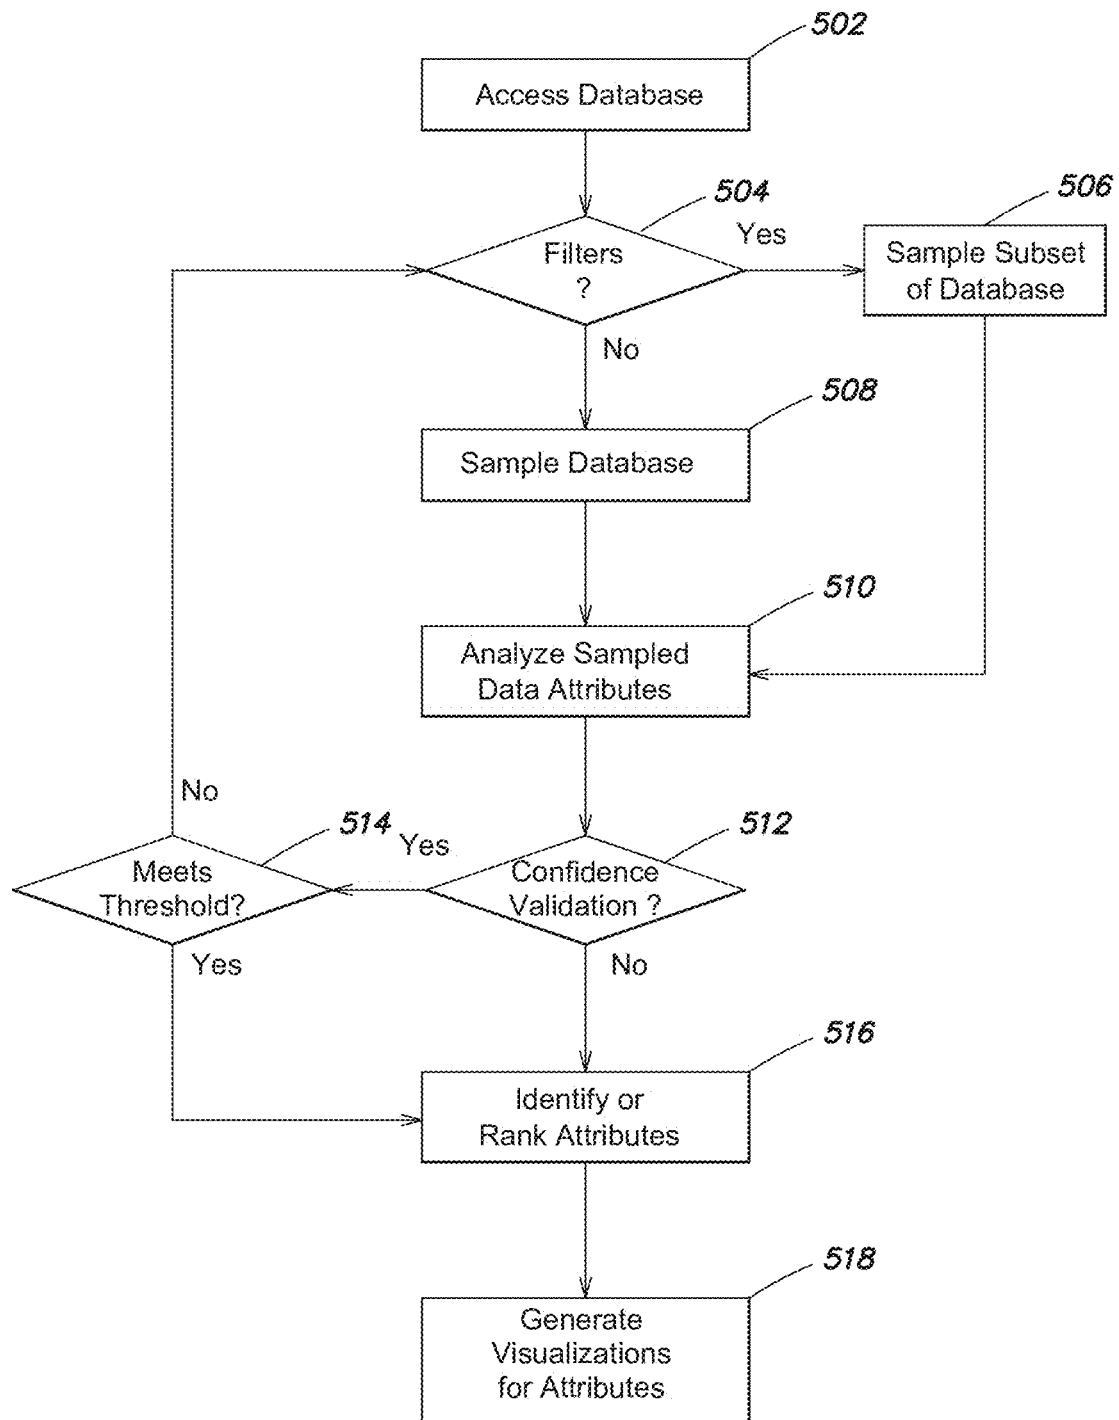 502
Access Database
504
506
Yes
Filters
?
Sample Subset
of Database
No
508
Sample Database
510
Analyze Sampled
Data Attributes
No
514
Yes
512
Meets
Threshold?
Confidence
Validation ?
Yes
No
516
Identify or
Rank Attributes
518
Generate
Visualizations
for Attributes